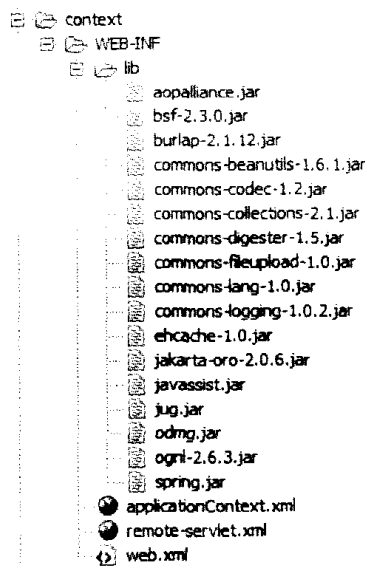 context
WEB-INF
lib
aopalliance.jar
bsf-2.3.0.jar
burlap-2.1.12.jar
commons-beanutils-1.6.1.jar
commons-codec-1.2.jar
commons-collections-2.1.jar
commons-digester-1.5.jar
commons-fileupload-1.0.jar
commons-lang-1.0.jar
commons-logging-1.0.2.jar
ehcache-1.0.jar
jakarta-oro-2.0.6.jar
javassist.jar
jug.jar
odmg.jar
ognl-2.6.3.jar
spring.jar
applicationContext.xml
remote-servlet.xml
web.xml